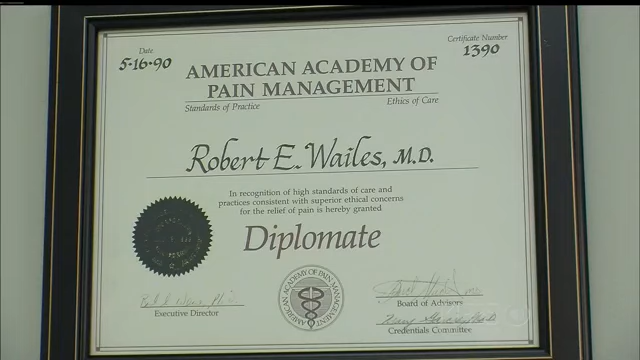 Date
5-16-90
Certificate Number
1390
AMERICAN ACADEMY OF
PAIN MANAGEMENT
Standards of Practice
Ethics of Care
Robert E. Wailes, M.D.
In recognition of high standards of care and
practices consistent with superior ethical concerns
for the relief of pain is hereby granted
Diplomate
AMERICAN ACADEMY OF PAIN MANAGEMENT
Executive Director
Board of Advisors
Credentials Committee